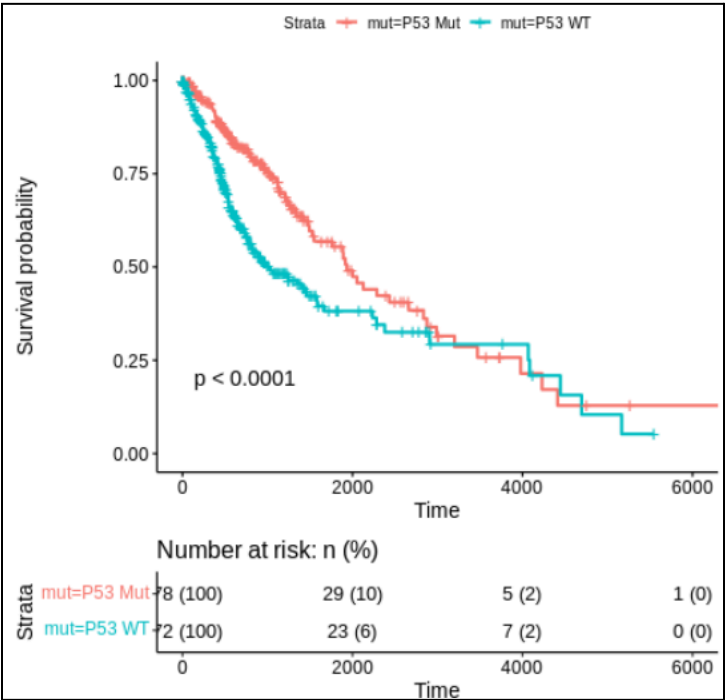 Strata mut=P53 Mut mut=P53 WT
1.00
0.75
0.50
0.25
0.00
Survival probability
p < 0.0001
0 2000 4000 6000
Time
Number at risk: n (%)
Strata
mut=P53 Mut 78 (100) 29 (10) 5 (2) 1 (0)
mut=P53 WT 72 (100) 23 (6) 7 (2) 0 (0)
0 2000 4000 6000
Time